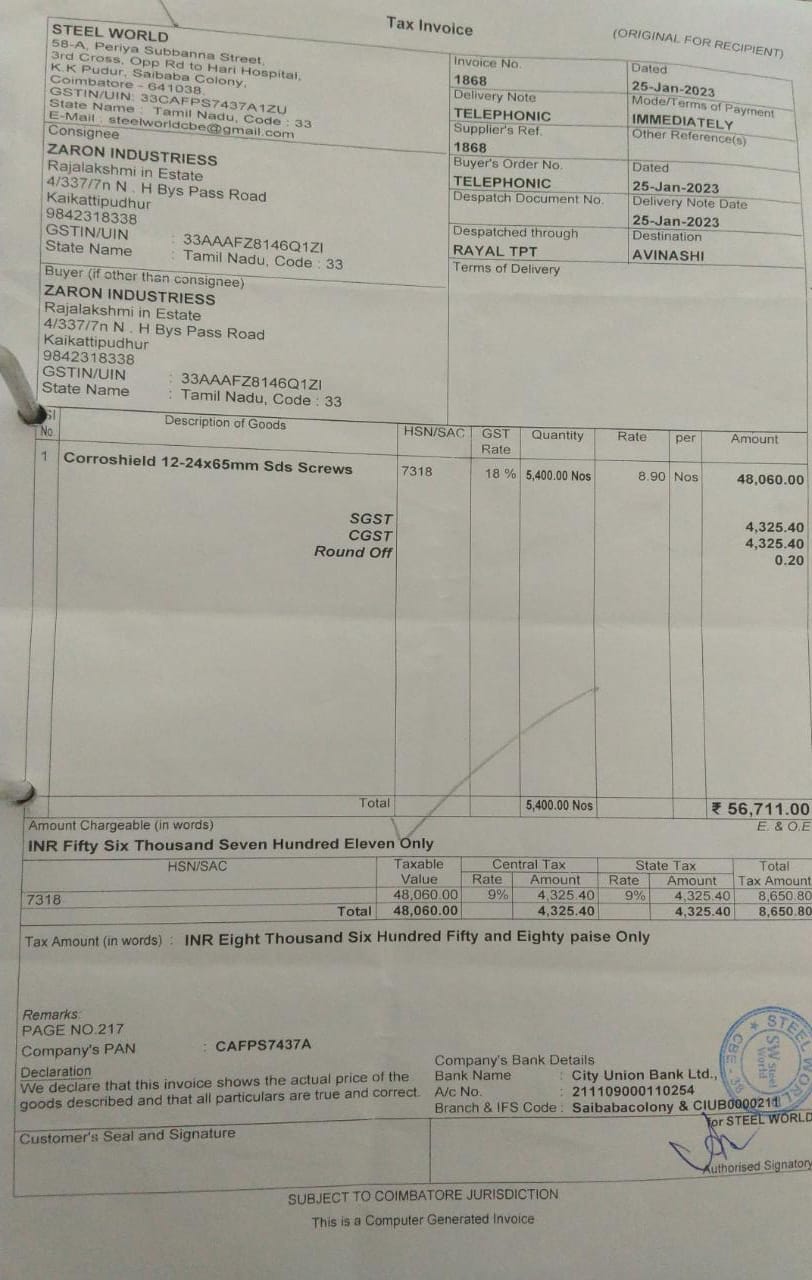 Tax Invoice
(ORIGINAL FOR RECIPIENT)
STEEL WORLD
58-A, Periya Subbanna Street,
3rd Cross, Opp Rd to Hari Hospital,
K.K Pudur, Saibaba Colony,
Coimbatore - 641038.
GSTIN/UIN: 33CAFPS7437A1ZU
State Name : Tamil Nadu, Code : 33
E-Mail : steelworldcbe@gmail.com
Consignee
ZARON INDUSTRIESS
Rajalakshmi in Estate
4/337/7n N . H Bys Pass Road
Kaikattipudhur
9842318338
GSTIN/UIN : 33AAAFZ8146Q1ZI
State Name : Tamil Nadu, Code : 33
Buyer (if other than consignee)
ZARON INDUSTRIESS
Rajalakshmi in Estate
4/337/7n N . H Bys Pass Road
Kaikattipudhur
9842318338
GSTIN/UIN : 33AAAFZ8146Q1ZI
State Name : Tamil Nadu, Code : 33
Invoice No. Dated
1868 25-Jan-2023
Delivery Note Mode/Terms of Payment
TELEPHONIC IMMEDIATELY
Supplier's Ref. Other Reference(s)
1868
Buyer's Order No. Dated
TELEPHONIC 25-Jan-2023
Despatch Document No. Delivery Note Date
25-Jan-2023
Despatched through Destination
RAYAL TPT AVINASHI
Terms of Delivery
Sl Description of Goods HSN/SAC GST Quantity Rate per Amount
No Rate
1 Corroshield 12-24x65mm Sds Screws 7318 18 % 5,400.00 Nos 8.90 Nos 48,060.00
SGST 4,325.40
CGST 4,325.40
Round Off 0.20
Total 5,400.00 Nos ₹ 56,711.00
Amount Chargeable (in words) E. & O.E
INR Fifty Six Thousand Seven Hundred Eleven Only
HSN/SAC Taxable Central Tax State Tax Total
Value Rate Amount Rate Amount Tax Amount
7318 48,060.00 9% 4,325.40 9% 4,325.40 8,650.80
Total 48,060.00 4,325.40 4,325.40 8,650.80
Tax Amount (in words) : INR Eight Thousand Six Hundred Fifty and Eighty paise Only
Remarks:
PAGE NO.217
Company's PAN : CAFPS7437A
Declaration
We declare that this invoice shows the actual price of the
goods described and that all particulars are true and correct.
Company's Bank Details
Bank Name : City Union Bank Ltd.,
A/c No. : 211109000110254
Branch & IFS Code : Saibabacolony & CIUB0000211
STEEL WORLD
CBE - 38
SW Steel World
Customer's Seal and Signature
for STEEL WORLD
Authorised Signatory
SUBJECT TO COIMBATORE JURISDICTION
This is a Computer Generated Invoice